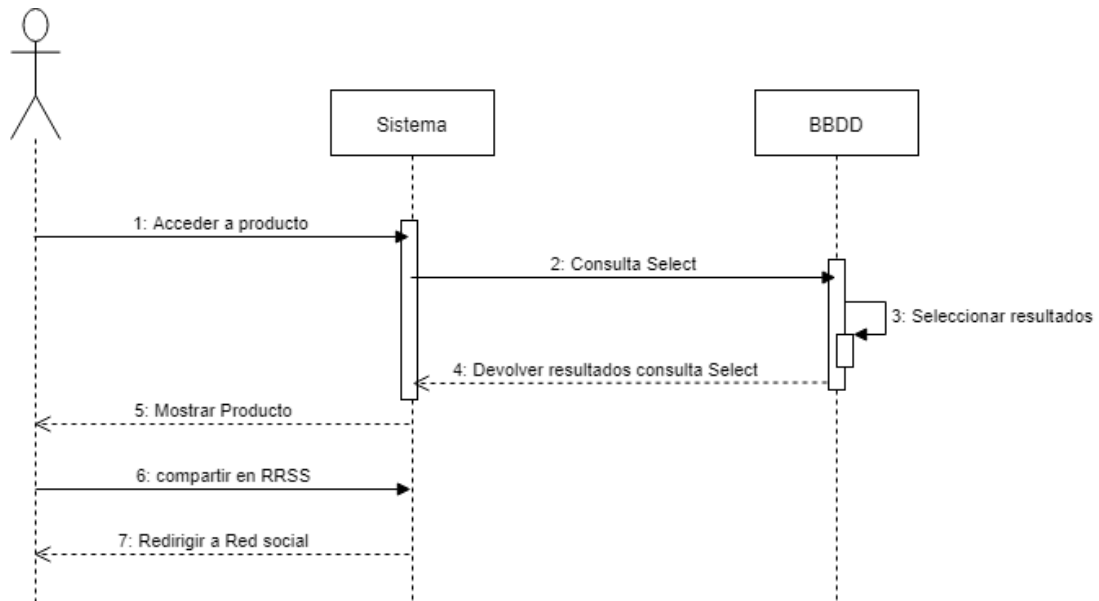 Sistema
BBDD
1: Acceder a producto
2: Consulta Select
3: Seleccionar resultados
4: Devolver resultados consulta Select
5: Mostrar Producto
6: compartir en RRSS
7: Redirigir a Red social